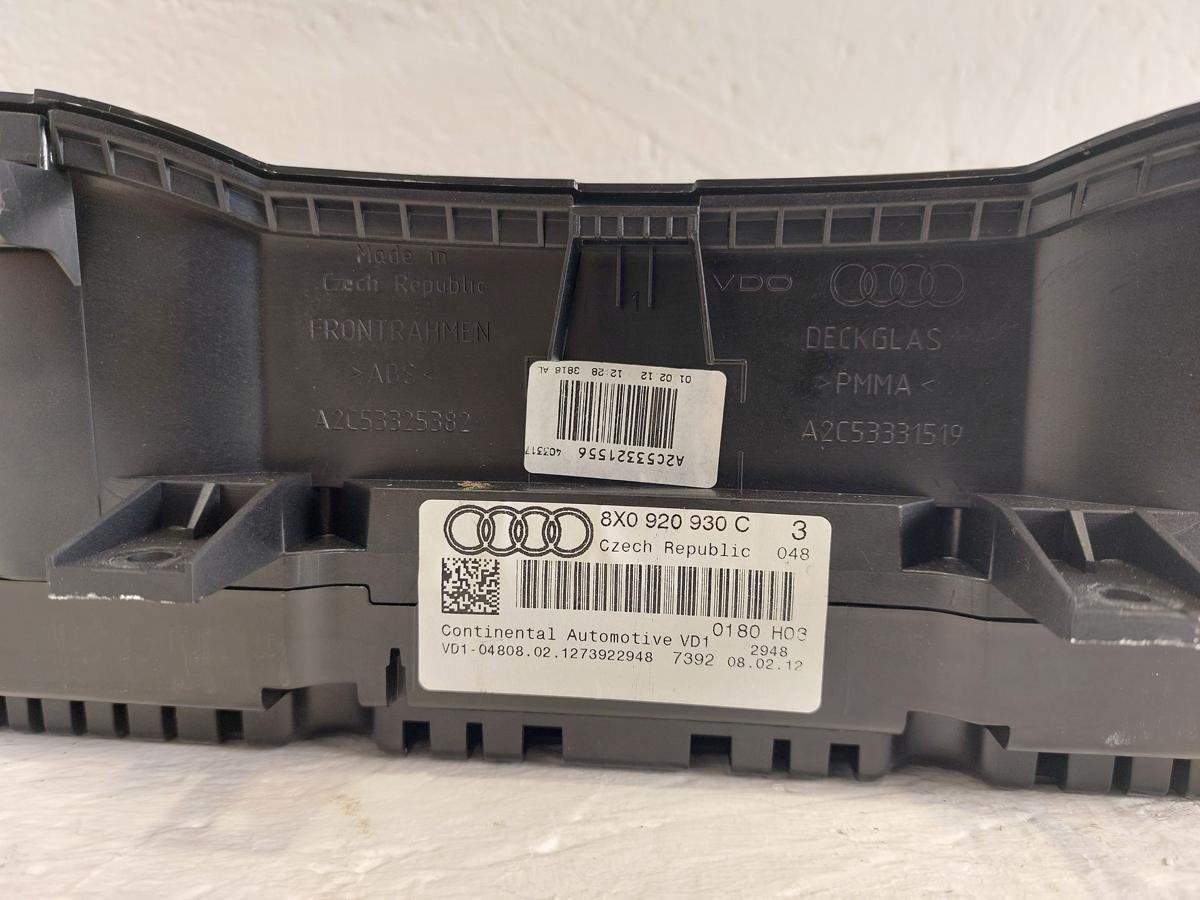 Made in
Czech Republic
FRONTRAHMEN
>ABS<
A2C53325382
1
VDO
DECKGLAS
>PMMA<
A2C53331519
01.02.12 12:28 3818 AL
A2C53321556 403317
8X0 920 930 C 3
Czech Republic 048
0180 H03
Continental Automotive VD1 2948
VD1-04808.02.1273922948 7392 08.02.12